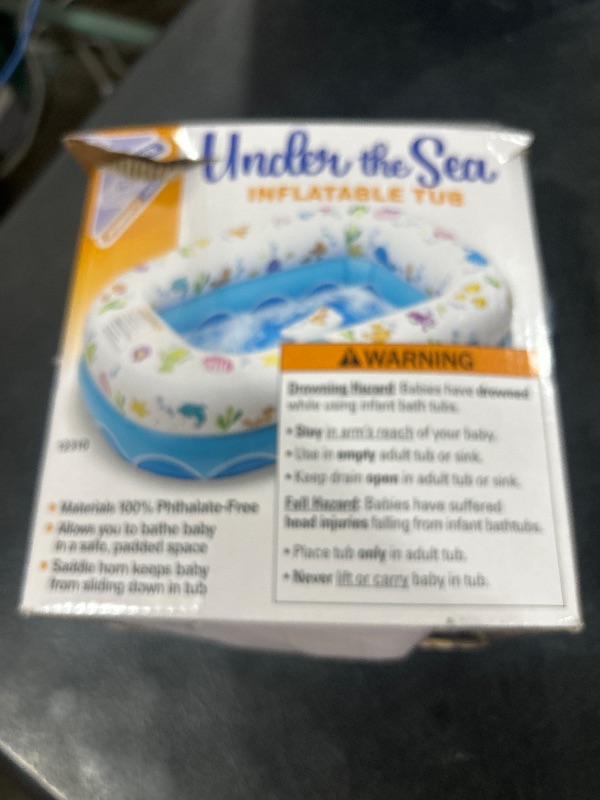 Under the Sea
INFLATABLE TUB
WARNING
Drowning Hazard: Babies have drowned
while using infant bath tubs.
• Stay in arm's reach of your baby.
• Use in empty adult tub or sink.
• Keep drain open in adult tub or sink.
Fall Hazard: Babies have suffered
head injuries falling from infant bathtubs.
• Place tub only in adult tub.
• Never lift or carry baby in tub.
12310
• Materials 100% Phthalate-Free
• Allows you to bathe baby
in a safe, padded space
• Saddle horn keeps baby
from sliding down in tub